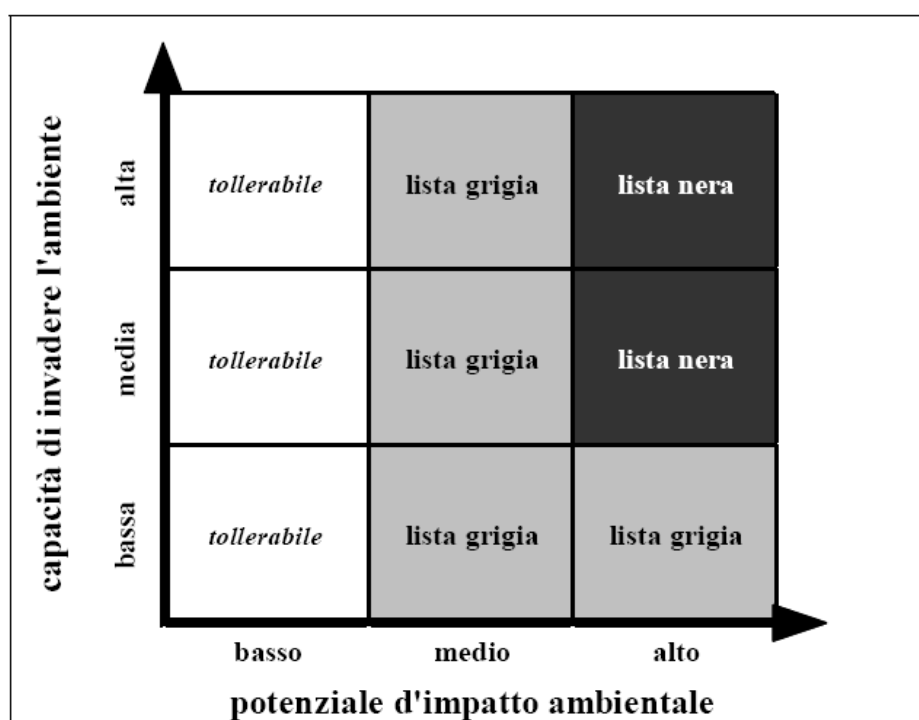 capacità di invadere l'ambiente
alta
tollerabile
lista grigia
lista nera
media
tollerabile
lista grigia
lista nera
bassa
tollerabile
lista grigia
lista grigia
basso
medio
alto
potenziale d'impatto ambientale